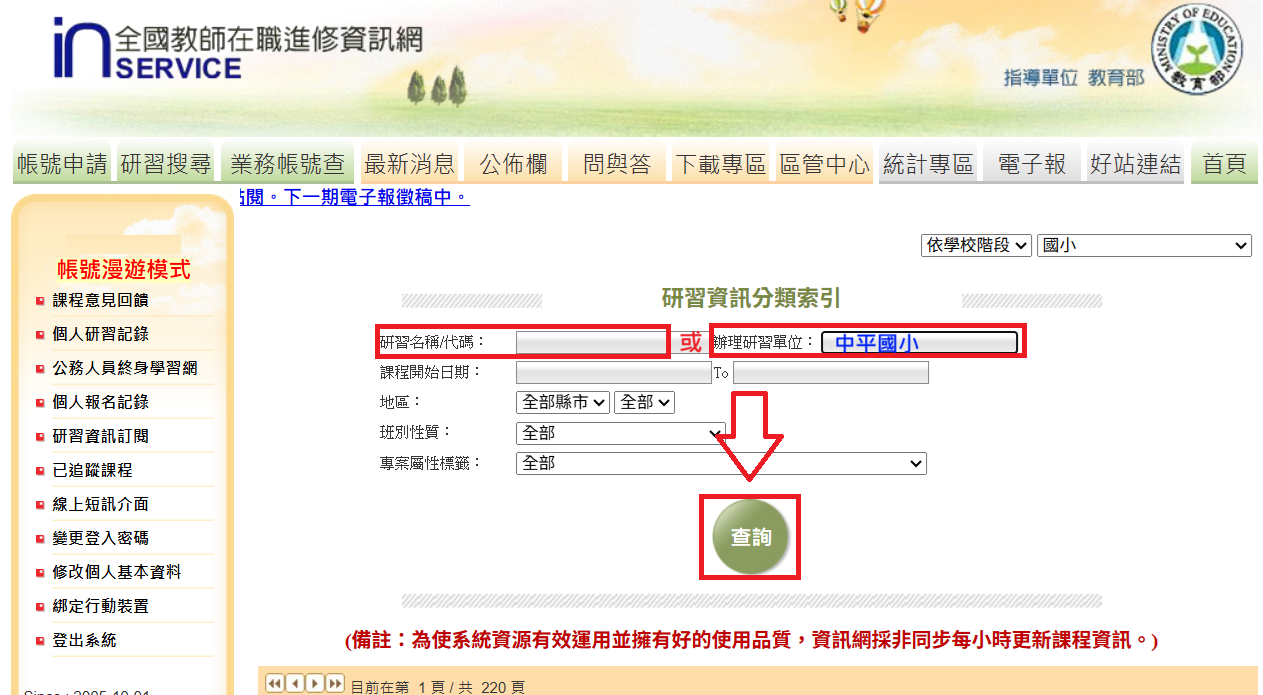 in 全國教師在職進修資訊網
SERVICE
指導單位 教育部
MINISTRY OF EDUCATION
教育部
帳號申請 研習搜尋 業務帳號查 最新消息 公佈欄 問與答 下載專區 區管中心 統計專區 電子報 好站連結 首頁
閱。下一期電子報徵稿中。
依學校階段 國小
帳號漫遊模式
課程意見回饋
個人研習記錄
公務人員終身學習網
個人報名記錄
研習資訊訂閱
已追蹤課程
線上短訊介面
變更登入密碼
修改個人基本資料
綁定行動裝置
登出系統
Since : 2005-10-01
研習資訊分類索引
研習名稱/代碼： 或 辦理研習單位： 中平國小
課程開始日期： To
地區： 全部縣市 全部
班別性質： 全部
專案屬性標籤： 全部
查詢
(備註：為使系統資源有效運用並擁有好的使用品質，資訊網採非同步每小時更新課程資訊。)
目前在第 1 頁 / 共 220 頁